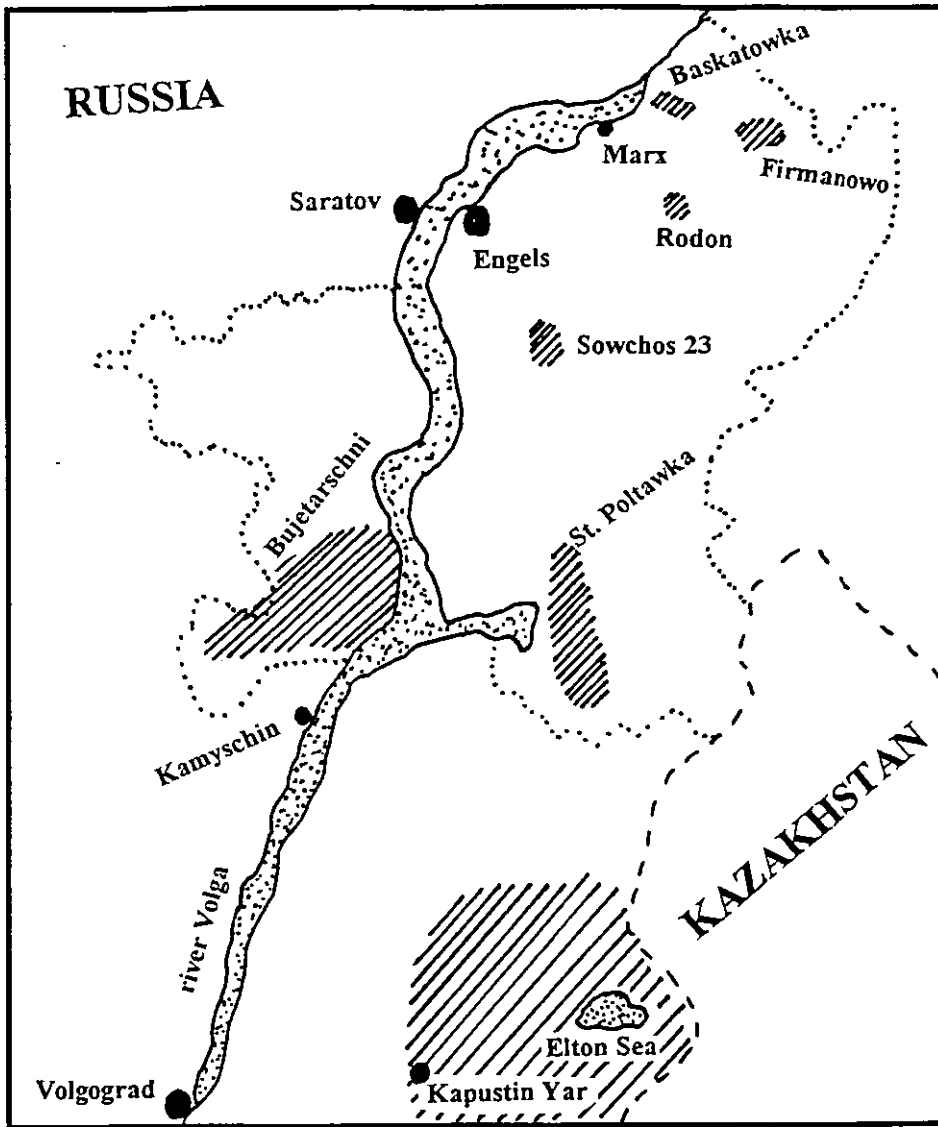 RUSSIA
Baskatowka
Marx
Firmanowo
Saratov
Engels
Rodon
Sowchos 23
Bujetarschni
St. Poltawka
Kamyschin
KAZAKHSTAN
river Volga
Elton Sea
Volgograd
Kapustin Yar